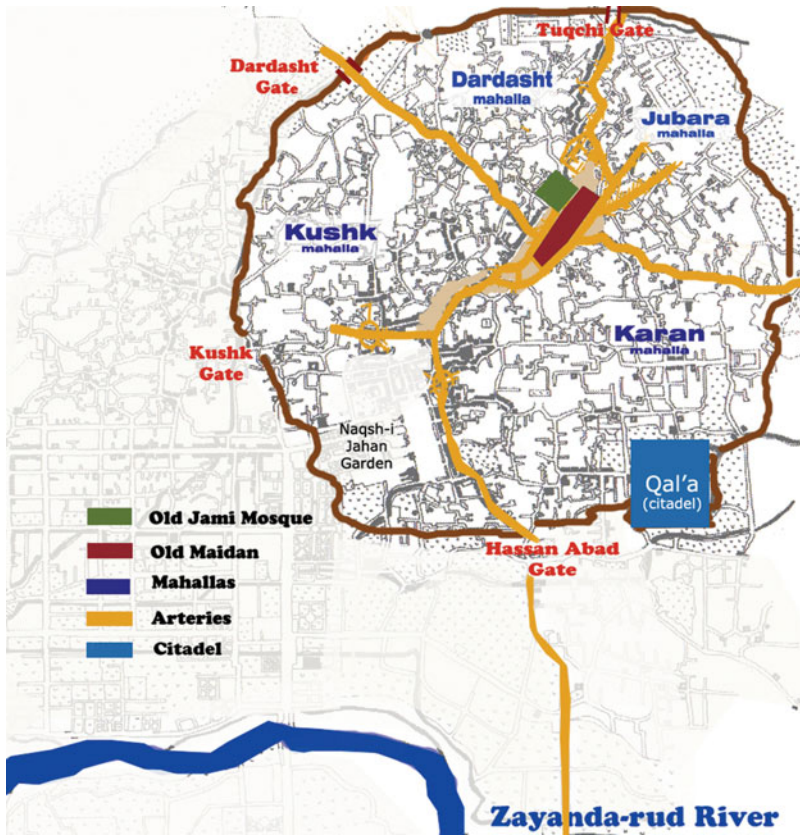 Tuqchi Gate
Dardasht
Gate
Dardasht
mahalla
Jubara
mahalla
Kushk
mahalla
Karan
mahalla
Kushk
Gate
Naqsh-i
Jahan
Garden
Qal'a
(citadel)
Hassan Abad
Gate
Old Jami Mosque
Old Maidan
Mahallas
Arteries
Citadel
Zayanda-rud River